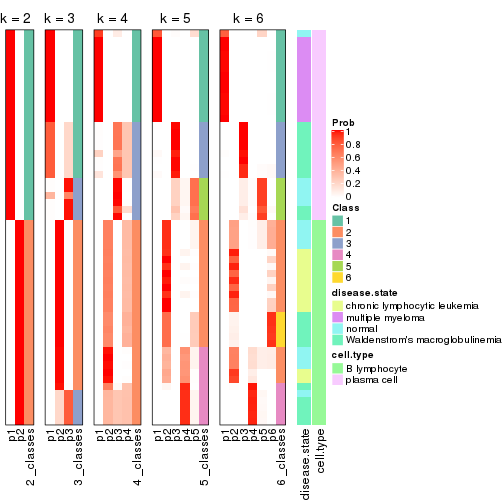 k = 2 k = 3 k = 4 k = 5 k = 6
Prob
1
0.8
0.6
0.4
0.2
0
Class
1
2
3
4
5
6
disease.state
chronic lymphocytic leukemia
multiple myeloma
normal
Waldenstrom's macroglobulinemia
cell.type
B lymphocyte
plasma cell
p1 p2 2_classes p1 p2 p3 3_classes p1 p2 p3 p4 4_classes p1 p2 p3 p4 p5 5_classes p1 p2 p3 p4 p5 p6 6_classes disease.state cell.type